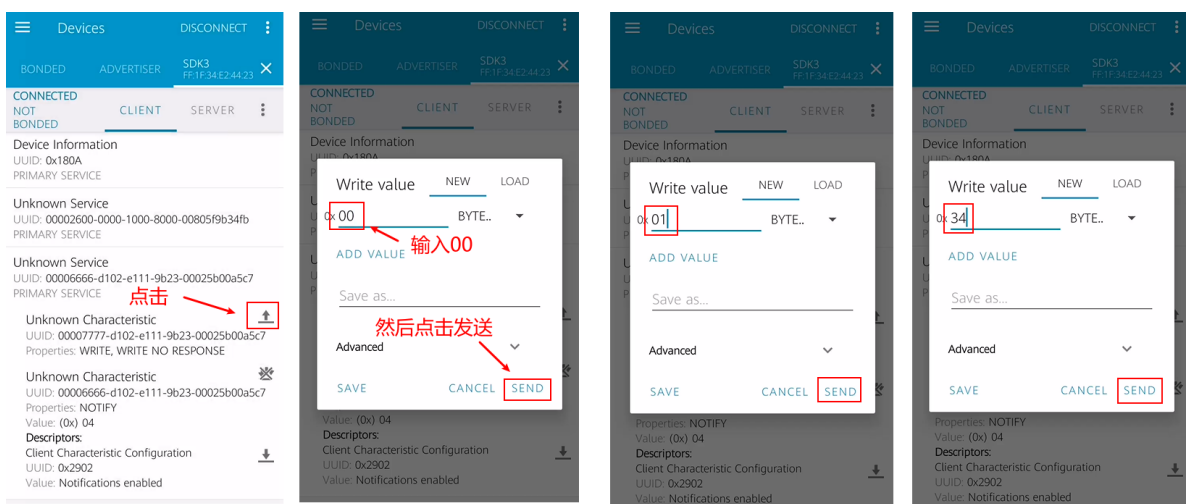 Devices
DISCONNECT
BONDED
ADVERTISER
SDK3
FF:1F:34:E2:44:23
CONNECTED
NOT
BONDED
CLIENT
SERVER
Device Information
UUID: 0x180A
PRIMARY SERVICE
Unknown Service
UUID: 00002600-0000-1000-8000-00805f9b34fb
PRIMARY SERVICE
Unknown Service
UUID: 00006666-d102-e111-9b23-00025b00a5c7
PRIMARY SERVICE
点击
Unknown Characteristic
UUID: 00007777-d102-e111-9b23-00025b00a5c7
Properties: WRITE, WRITE NO RESPONSE
Unknown Characteristic
UUID: 00006666-d102-e111-9b23-00025b00a5c7
Properties: NOTIFY
Value: (0x) 04
Descriptors:
Client Characteristic Configuration
UUID: 0x2902
Value: Notifications enabled
Devices
DISCONNECT
BONDED
ADVERTISER
SDK3
FF:1F:34:E2:44:23
CONNECTED
NOT
BONDED
CLIENT
SERVER
Device Information
UUID: 0x180A
Write value
NEW
LOAD
0x 00
BYTE..
输入00
ADD VALUE
Save as...
然后点击发送
Advanced
SAVE
CANCEL
SEND
Value: (0x) 04
Descriptors:
Client Characteristic Configuration
UUID: 0x2902
Value: Notifications enabled
Devices
DISCONNECT
BONDED
ADVERTISER
SDK3
FF:1F:34:E2:44:23
CONNECTED
NOT
BONDED
CLIENT
SERVER
Device Information
UUID: 0x180A
Write value
NEW
LOAD
0x 01
BYTE..
ADD VALUE
Save as...
Advanced
SAVE
CANCEL
SEND
Properties: NOTIFY
Value: (0x) 04
Descriptors:
Client Characteristic Configuration
UUID: 0x2902
Value: Notifications enabled
Devices
DISCONNECT
BONDED
ADVERTISER
SDK3
FF:1F:34:E2:44:23
CONNECTED
NOT
BONDED
CLIENT
SERVER
Device Information
UUID: 0x180A
Write value
NEW
LOAD
0x 34
BYTE..
ADD VALUE
Save as...
Advanced
SAVE
CANCEL
SEND
Properties: NOTIFY
Value: (0x) 04
Descriptors:
Client Characteristic Configuration
UUID: 0x2902
Value: Notifications enabled